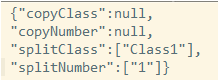 {"copyClass":null,
"copyNumber":null,
"splitClass":["Class1"],
"splitNumber":["1"]}